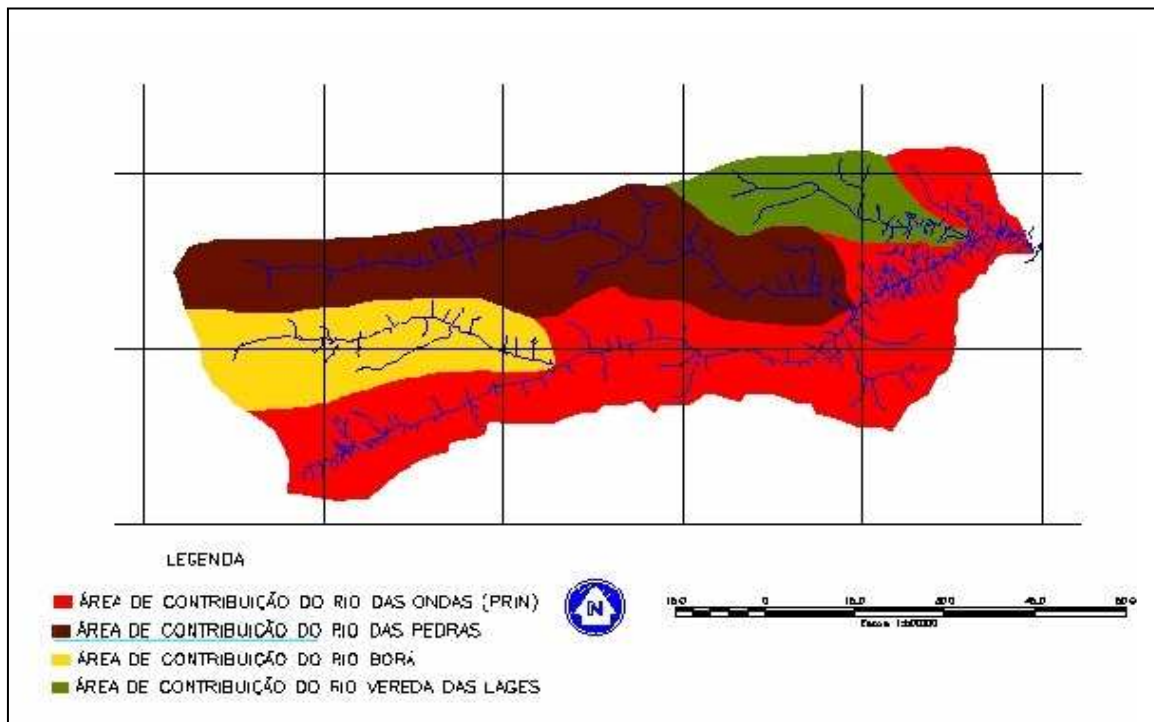 LEGENDA
ÁREA DE CONTRIBUIÇÃO DO RIO DAS ONDAS (PRIN)
ÁREA DE CONTRIBUIÇÃO DO RIO DAS PEDRAS
ÁREA DE CONTRIBUIÇÃO DO RIO BORÁ
ÁREA DE CONTRIBUIÇÃO DO RIO VEREDA DAS LAGES
N
0